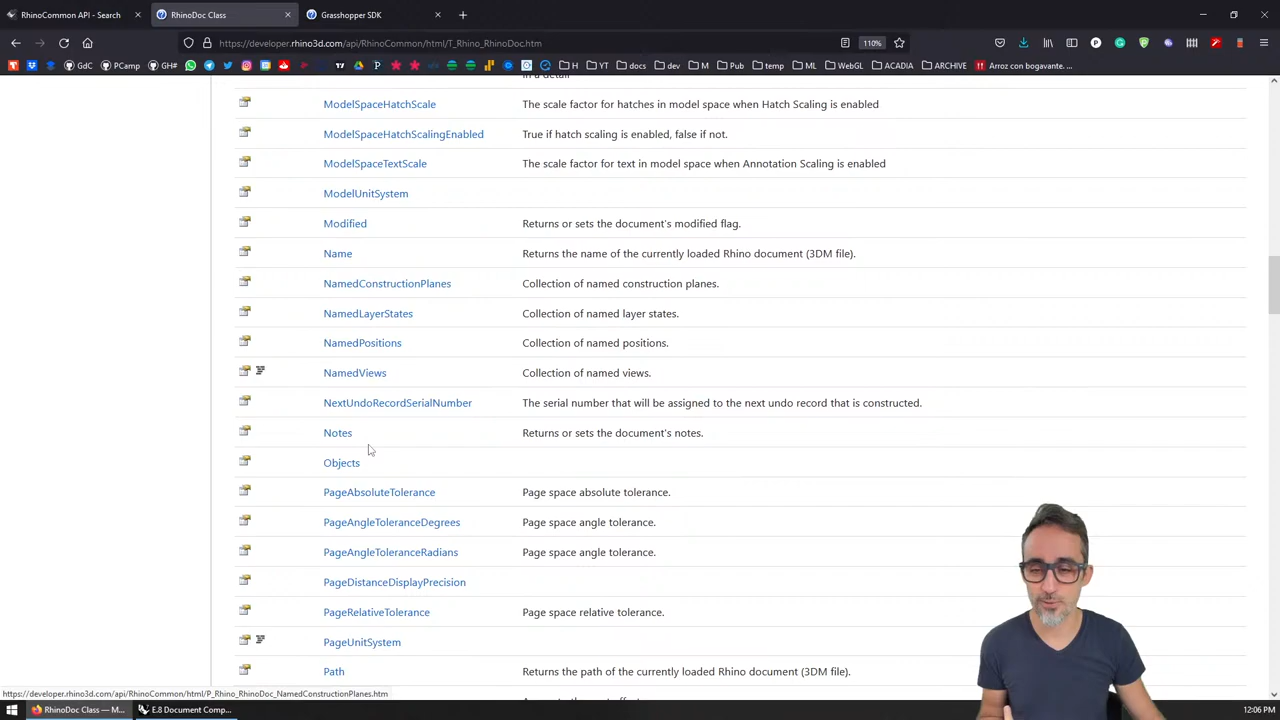 RhinoCommon API - Search
RhinoDoc Class
Grasshopper SDK
https://developer.rhino3d.com/api/RhinoCommon/html/T_Rhino_RhinoDoc.htm
110%
GdC
PCamp
GH#
H
YT
docs
dev
M
Pub
temp
ML
WebGL
ACADIA
ARCHIVE
Arroz con bogavante. ...
in a detail
ModelSpaceHatchScale The scale factor for hatches in model space when Hatch Scaling is enabled
ModelSpaceHatchScalingEnabled True if hatch scaling is enabled, false if not.
ModelSpaceTextScale The scale factor for text in model space when Annotation Scaling is enabled
ModelUnitSystem
Modified Returns or sets the document's modified flag.
Name Returns the name of the currently loaded Rhino document (3DM file).
NamedConstructionPlanes Collection of named construction planes.
NamedLayerStates Collection of named layer states.
NamedPositions Collection of named positions.
NamedViews Collection of named views.
NextUndoRecordSerialNumber The serial number that will be assigned to the next undo record that is constructed.
Notes Returns or sets the document's notes.
Objects
PageAbsoluteTolerance Page space absolute tolerance.
PageAngleToleranceDegrees Page space angle tolerance.
PageAngleToleranceRadians Page space angle tolerance.
PageDistanceDisplayPrecision
PageRelativeTolerance Page space relative tolerance.
PageUnitSystem
Path Returns the path of the currently loaded Rhino document (3DM file).
https://developer.rhino3d.com/api/RhinoCommon/html/P_Rhino_RhinoDoc_NamedConstructionPlanes.htm
RhinoDoc Class — M...
E.8 Document Comp...
12:06 PM